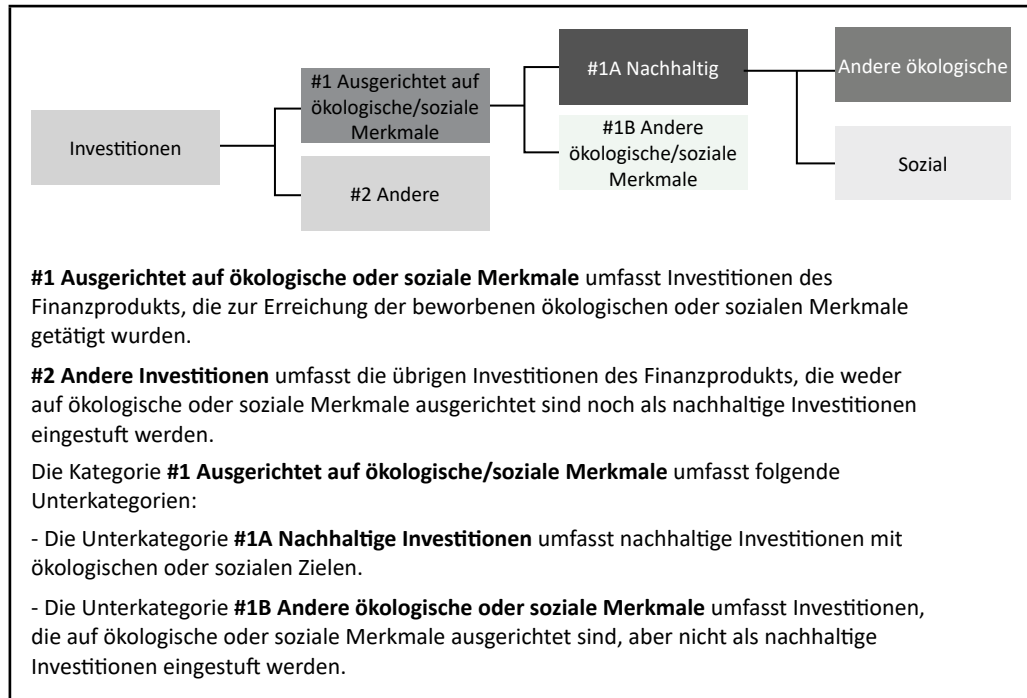 #1A Nachhaltig
Andere ökologische
#1 Ausgerichtet auf
ökologische/soziale
Merkmale
Investitionen
#1B Andere
ökologische/soziale
Merkmale
Sozial
#2 Andere
#1 Ausgerichtet auf ökologische oder soziale Merkmale umfasst Investitionen des
Finanzprodukts, die zur Erreichung der beworbenen ökologischen oder sozialen Merkmale
getätigt wurden.
#2 Andere Investitionen umfasst die übrigen Investitionen des Finanzprodukts, die weder
auf ökologische oder soziale Merkmale ausgerichtet sind noch als nachhaltige Investitionen
eingestuft werden.
Die Kategorie #1 Ausgerichtet auf ökologische/soziale Merkmale umfasst folgende
Unterkategorien:
- Die Unterkategorie #1A Nachhaltige Investitionen umfasst nachhaltige Investitionen mit
ökologischen oder sozialen Zielen.
- Die Unterkategorie #1B Andere ökologische oder soziale Merkmale umfasst Investitionen,
die auf ökologische oder soziale Merkmale ausgerichtet sind, aber nicht als nachhaltige
Investitionen eingestuft werden.